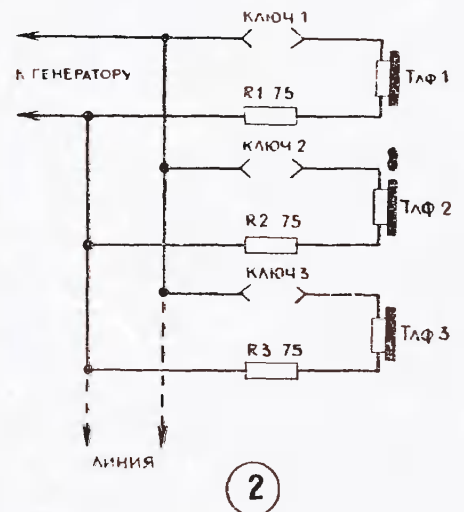 КЛЮЧ 1
К ГЕНЕРАТОРУ
ТЛФ 1
R1 75
КЛЮЧ 2
ТЛФ 2
R2 75
КЛЮЧ 3
ТЛФ 3
R3 75
ЛИНИЯ
2